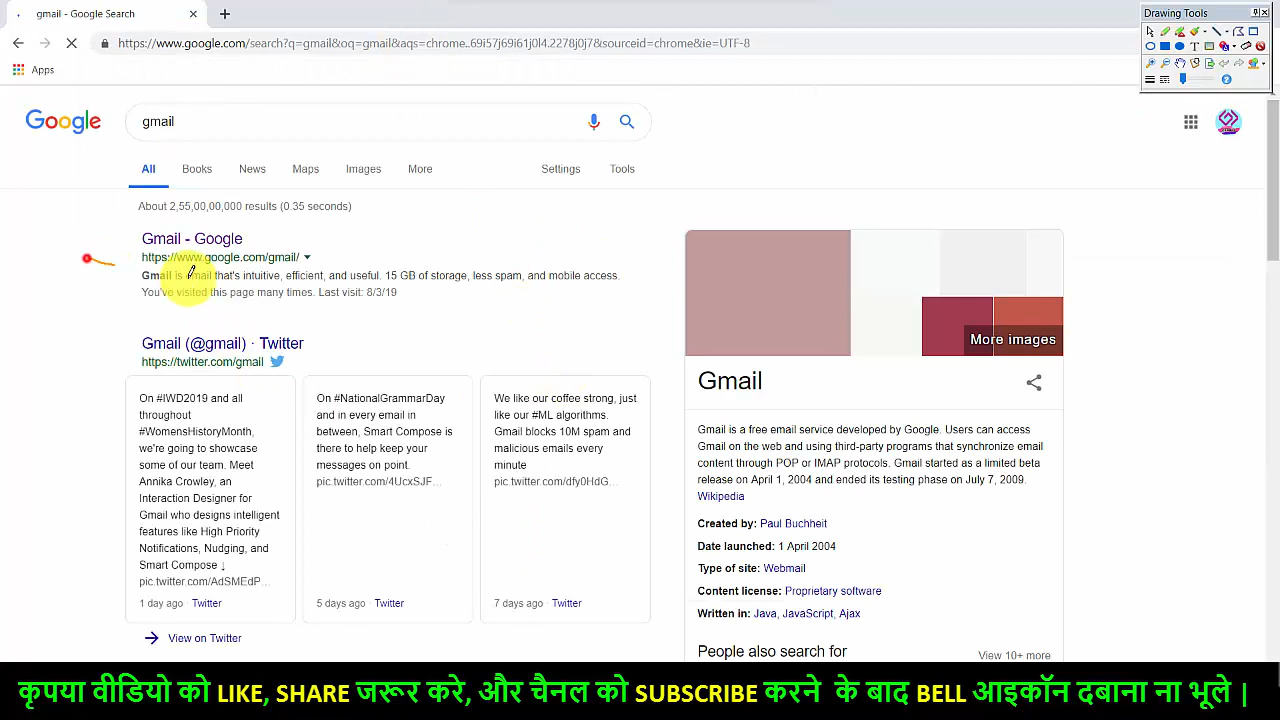 gmail - Google Search
Drawing Tools
https://www.google.com/search?q=gmail&oq=gmail&aqs=chrome..69i57j69i61j0l4.2278j0j7&sourceid=chrome&ie=UTF-8
Apps
Google
gmail
All Books News Maps Images More Settings Tools
About 2,55,00,00,000 results (0.35 seconds)
Gmail - Google
https://www.google.com/gmail/
Gmail is email that's intuitive, efficient, and useful. 15 GB of storage, less spam, and mobile access.
You've visited this page many times. Last visit: 8/3/19
Gmail (@gmail) · Twitter
https://twitter.com/gmail
On #IWD2019 and all
throughout
#WomensHistoryMonth,
we're going to showcase
some of our team. Meet
Annika Crowley, an
Interaction Designer for
Gmail who designs intelligent
features like High Priority
Notifications, Nudging, and
Smart Compose ↓
pic.twitter.com/AdSMEdP...
1 day ago · Twitter
On #NationalGrammarDay
and in every email in
between, Smart Compose is
there to help keep your
messages on point.
pic.twitter.com/4UcxSJF...
5 days ago · Twitter
We like our coffee strong, just
like our #ML algorithms.
Gmail blocks 10M spam and
malicious emails every
minute
pic.twitter.com/dfy0HdG...
7 days ago · Twitter
View on Twitter
More images
Gmail
Gmail is a free email service developed by Google. Users can access
Gmail on the web and using third-party programs that synchronize email
content through POP or IMAP protocols. Gmail started as a limited beta
release on April 1, 2004 and ended its testing phase on July 7, 2009.
Wikipedia
Created by: Paul Buchheit
Date launched: 1 April 2004
Type of site: Webmail
Content license: Proprietary software
Written in: Java, JavaScript, Ajax
People also search for
View 10+ more
कृपया वीडियो को LIKE, SHARE जरूर करे, और चैनल को SUBSCRIBE करने के बाद BELL आइकॉन दबाना ना भूले |